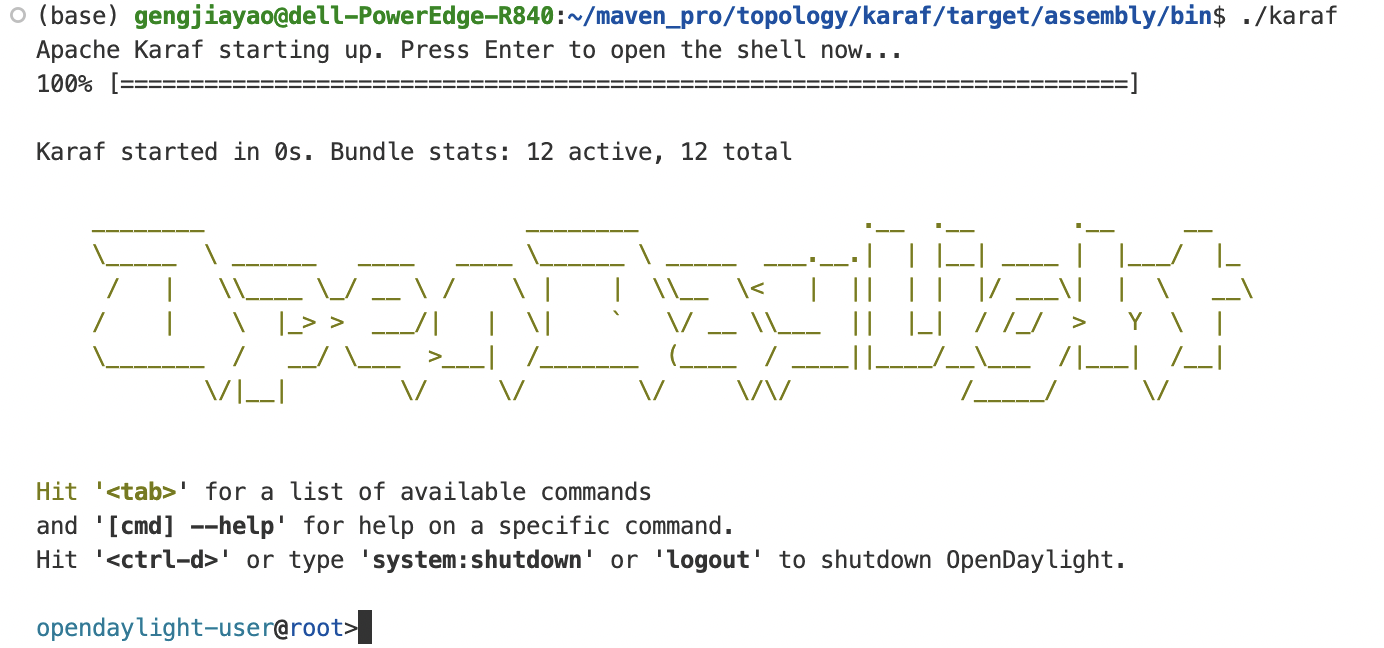 (base) gengjiayao@dell-PowerEdge-R840:~/maven_pro/topology/karaf/target/assembly/bin$ ./karaf
Apache Karaf starting up. Press Enter to open the shell now...
100% [========================================================================]
Karaf started in 0s. Bundle stats: 12 active, 12 total
OpenDaylight
Hit '<tab>' for a list of available commands
and '[cmd] --help' for help on a specific command.
Hit '<ctrl-d>' or type 'system:shutdown' or 'logout' to shutdown OpenDaylight.
opendaylight-user@root>